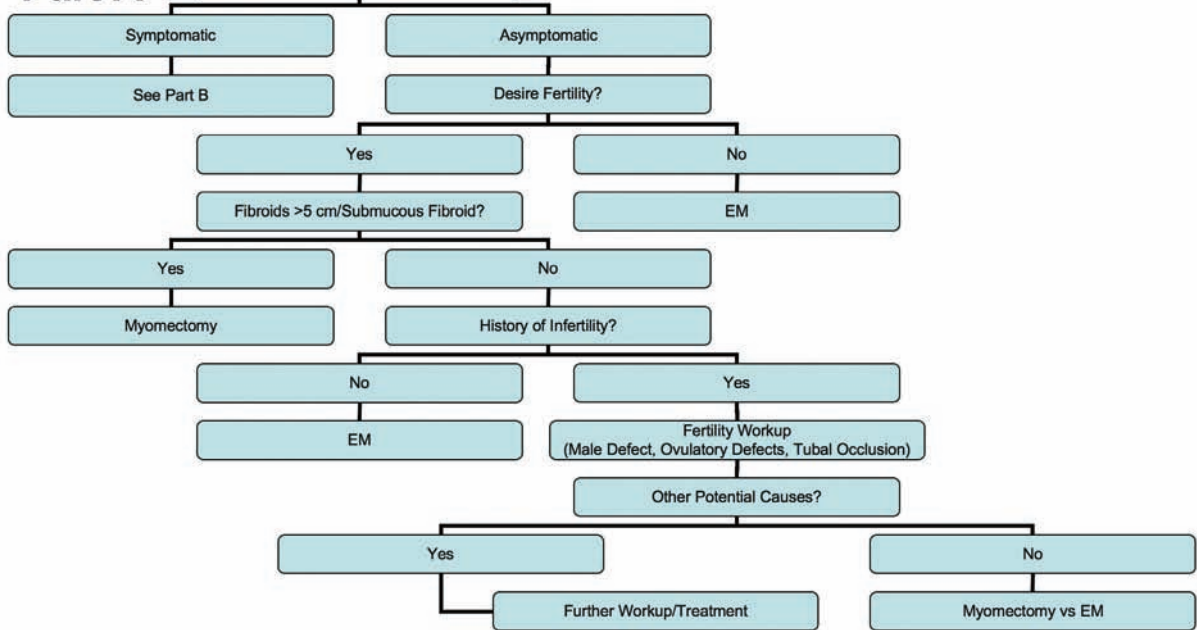 Symptomatic
Asymptomatic
See Part B
Desire Fertility?
Yes
No
Fibroids >5 cm/Submucous Fibroid?
EM
Yes
No
Myomectomy
History of Infertility?
No
Yes
EM
Fertility Workup
(Male Defect, Ovulatory Defects, Tubal Occlusion)
Other Potential Causes?
Yes
No
Further Workup/Treatment
Myomectomy vs EM